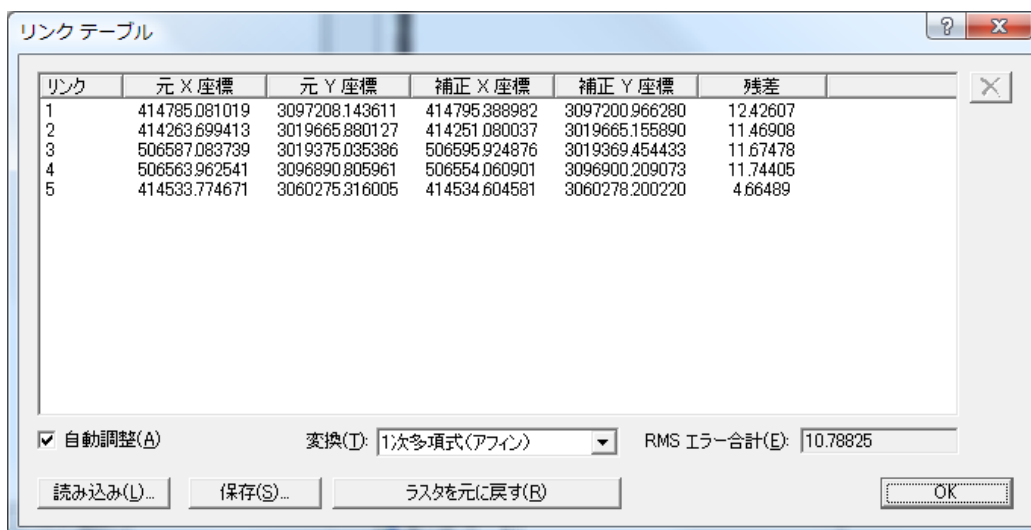 リンク テーブル
リンク 元 X 座標 元 Y 座標 補正 X 座標 補正 Y 座標 残差
1 414785.081019 3097208.143611 414795.388982 3097200.966280 12.42607
2 414263.699413 3019665.880127 414251.080037 3019665.155890 11.46908
3 506587.083739 3019375.035386 506595.924876 3019369.454433 11.67478
4 506563.962541 3096890.805961 506554.060901 3096900.209073 11.74405
5 414533.774671 3060275.316005 414534.604581 3060278.200220 4.66489
自動調整(A) 変換(T): 1次多項式(アフィン) RMS エラー合計(E): 10.78825
読み込み(L)... 保存(S)... ラスタを元に戻す(R) OK